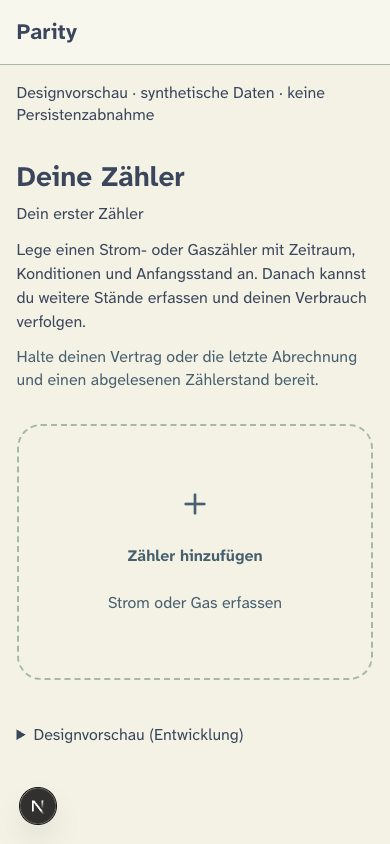 Parity
Designvorschau · synthetische Daten · keine
Persistenzabnahme
Deine Zähler
Dein erster Zähler
Lege einen Strom- oder Gaszähler mit Zeitraum,
Konditionen und Anfangsstand an. Danach kannst
du weitere Stände erfassen und deinen Verbrauch
verfolgen.
Halte deinen Vertrag oder die letzte Abrechnung
und einen abgelesenen Zählerstand bereit.
Zähler hinzufügen
Strom oder Gas erfassen
Designvorschau (Entwicklung)
N